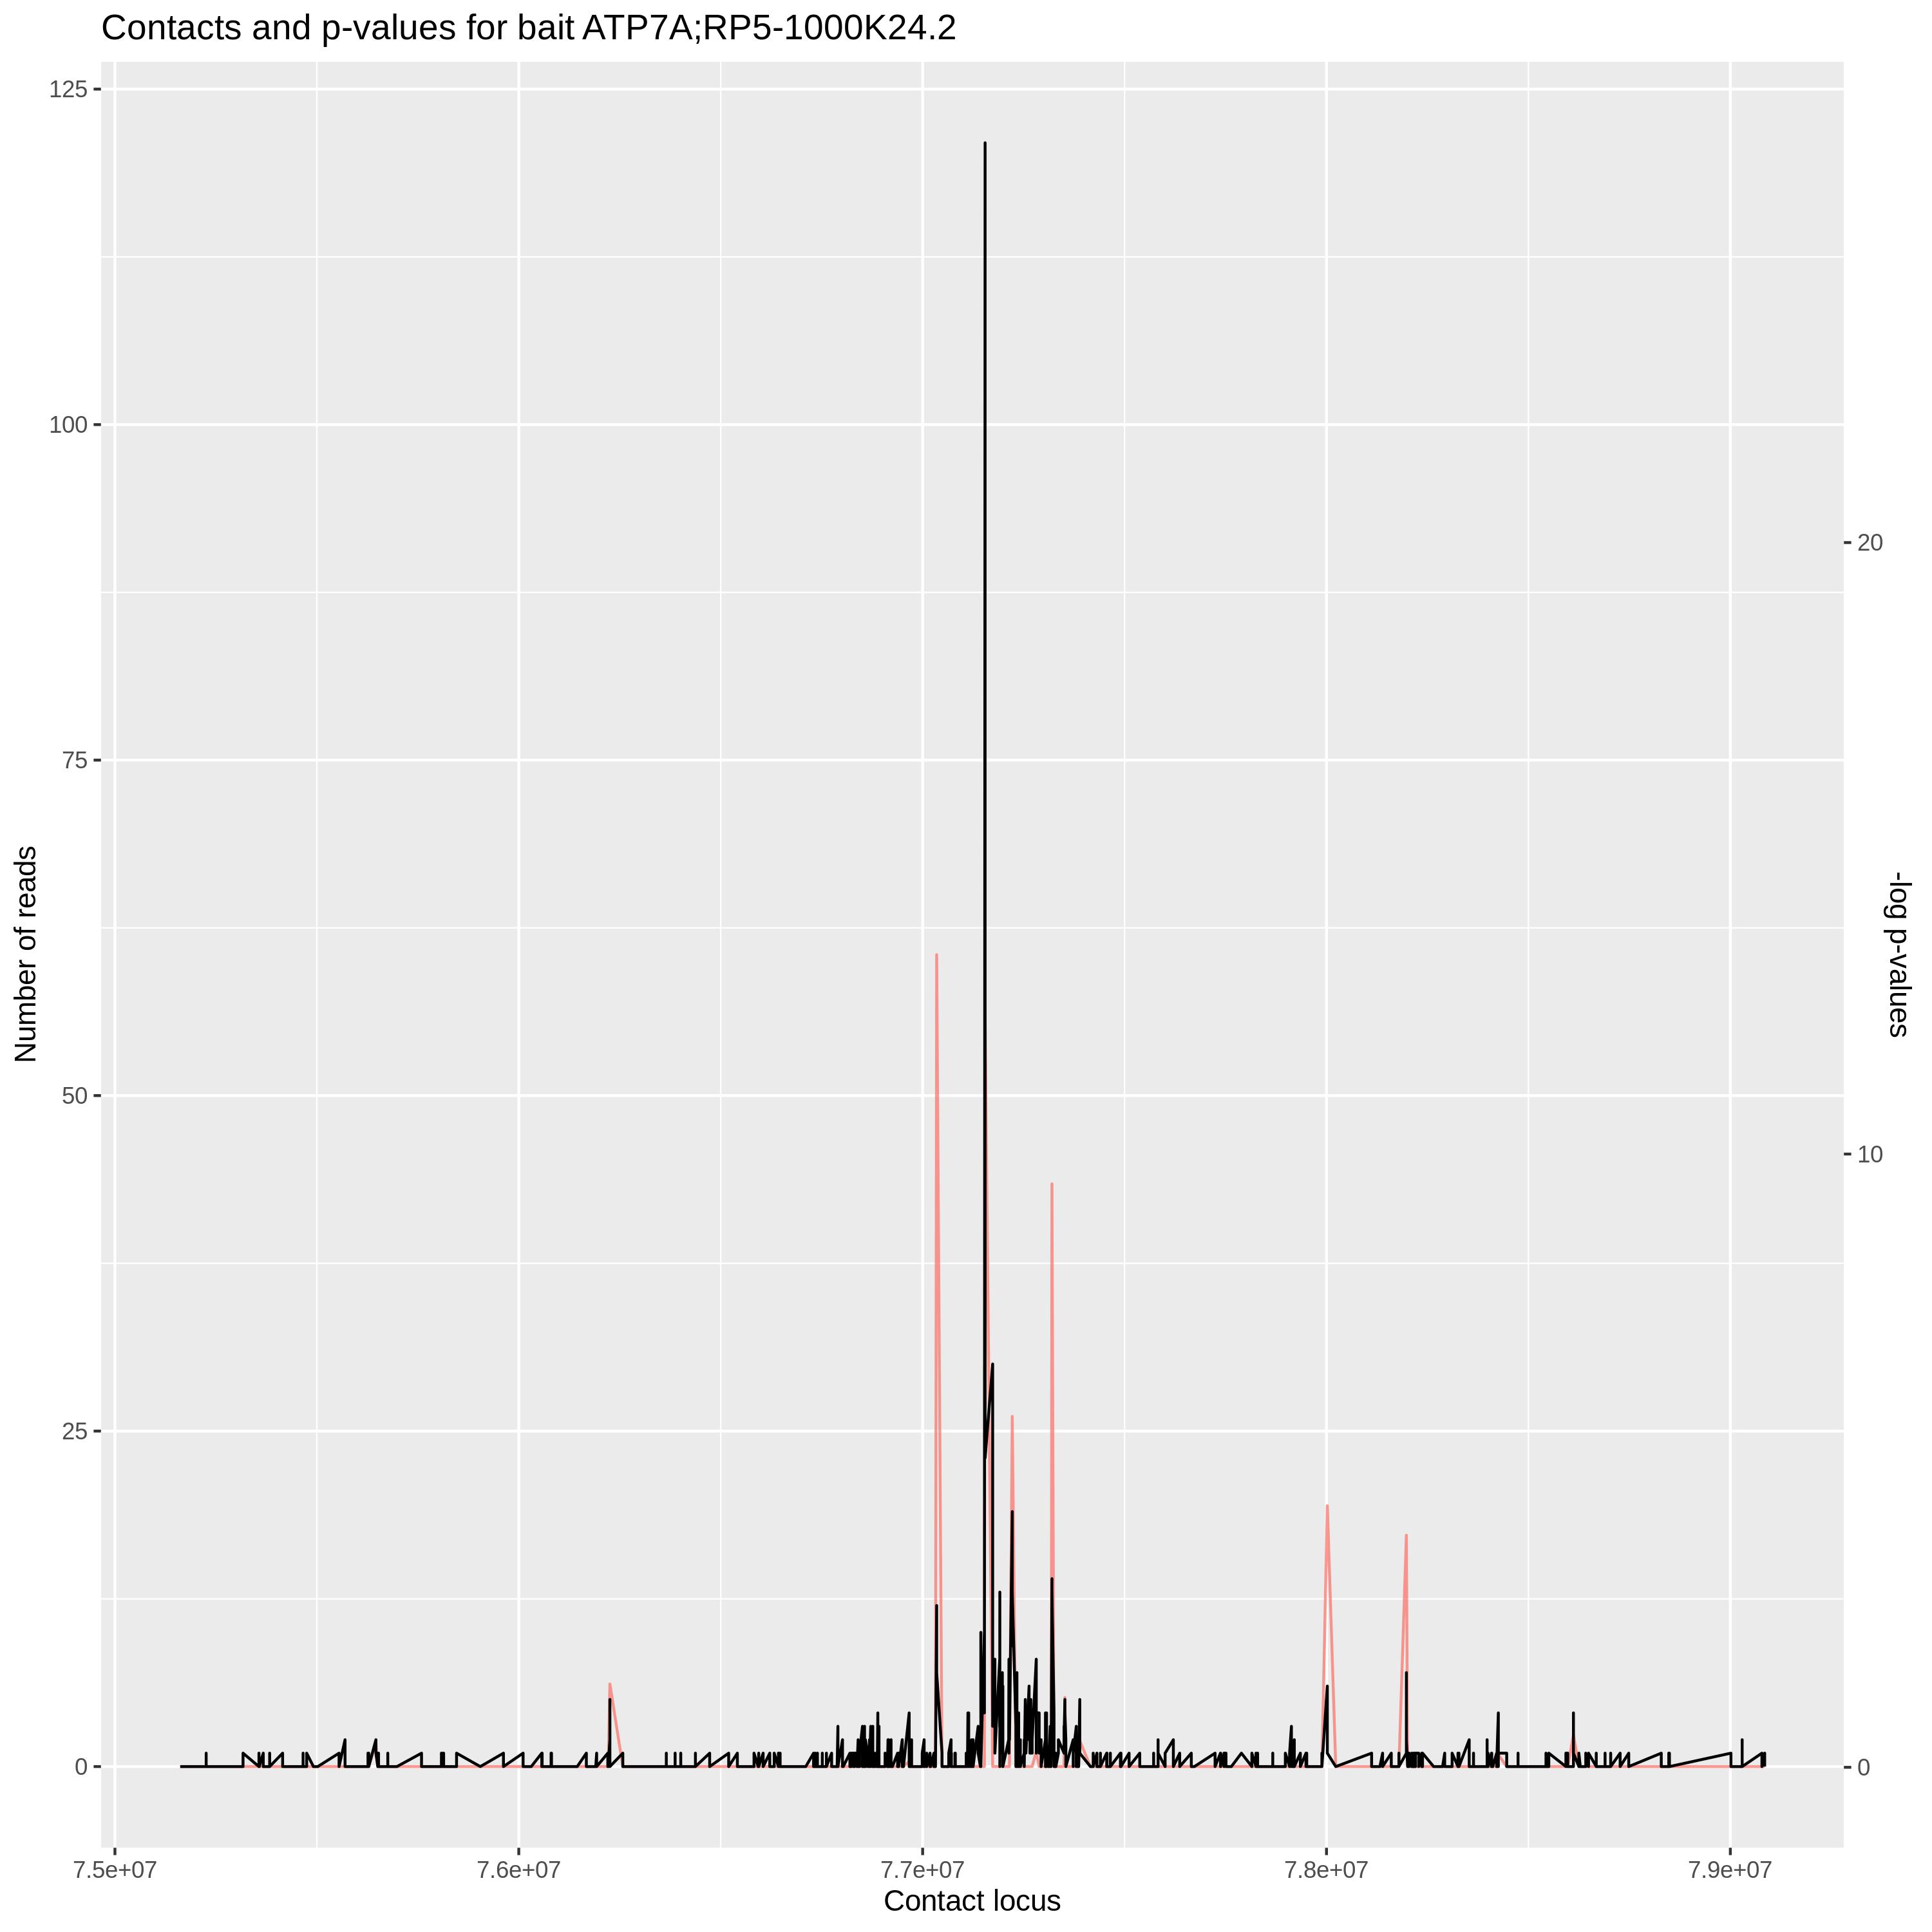 Contacts and p-values for bait ATP7A;RP5-1000K24.2
125
100
75
50
25
0
Number of reads
20
10
0
-log p-values
7.5e+07
7.6e+07
7.7e+07
7.8e+07
7.9e+07
Contact locus